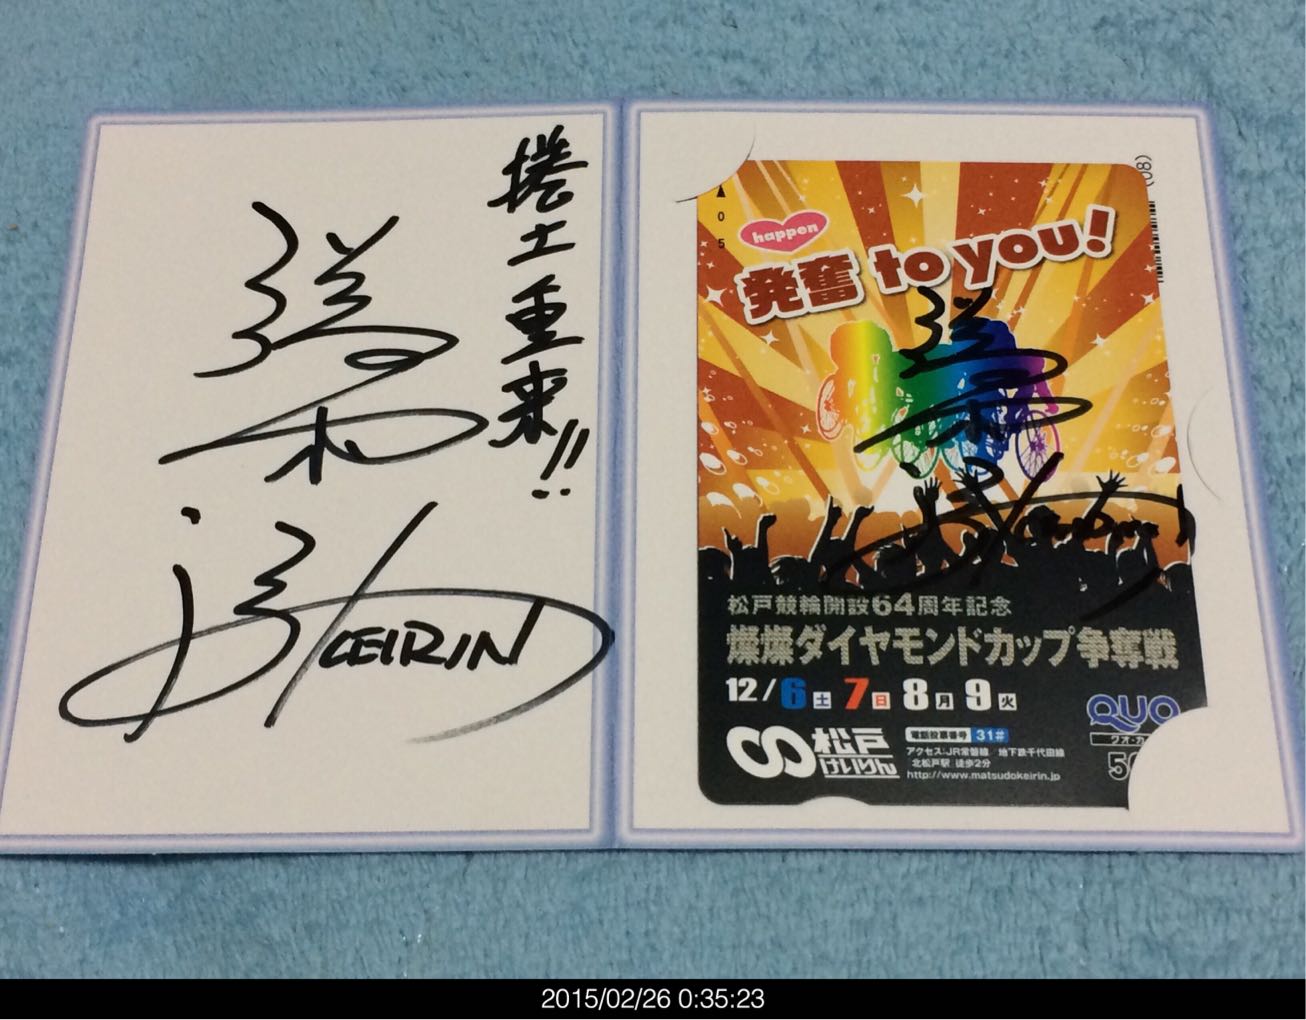 捲土重来!!
KEIRIN
▲
0
5
(08)
happen
発奮 to you!
松戸競輪開設64周年記念
燦燦ダイヤモンドカップ争奪戦
12/6土 7日 8月 9火
QUO
松戸
けいりん
電話投票番号 31#
アクセス:JR常磐線 地下鉄千代田線
北松戸駅 徒歩2分
http://www.matsudokeirin.jp
2015/02/26 0:35:23